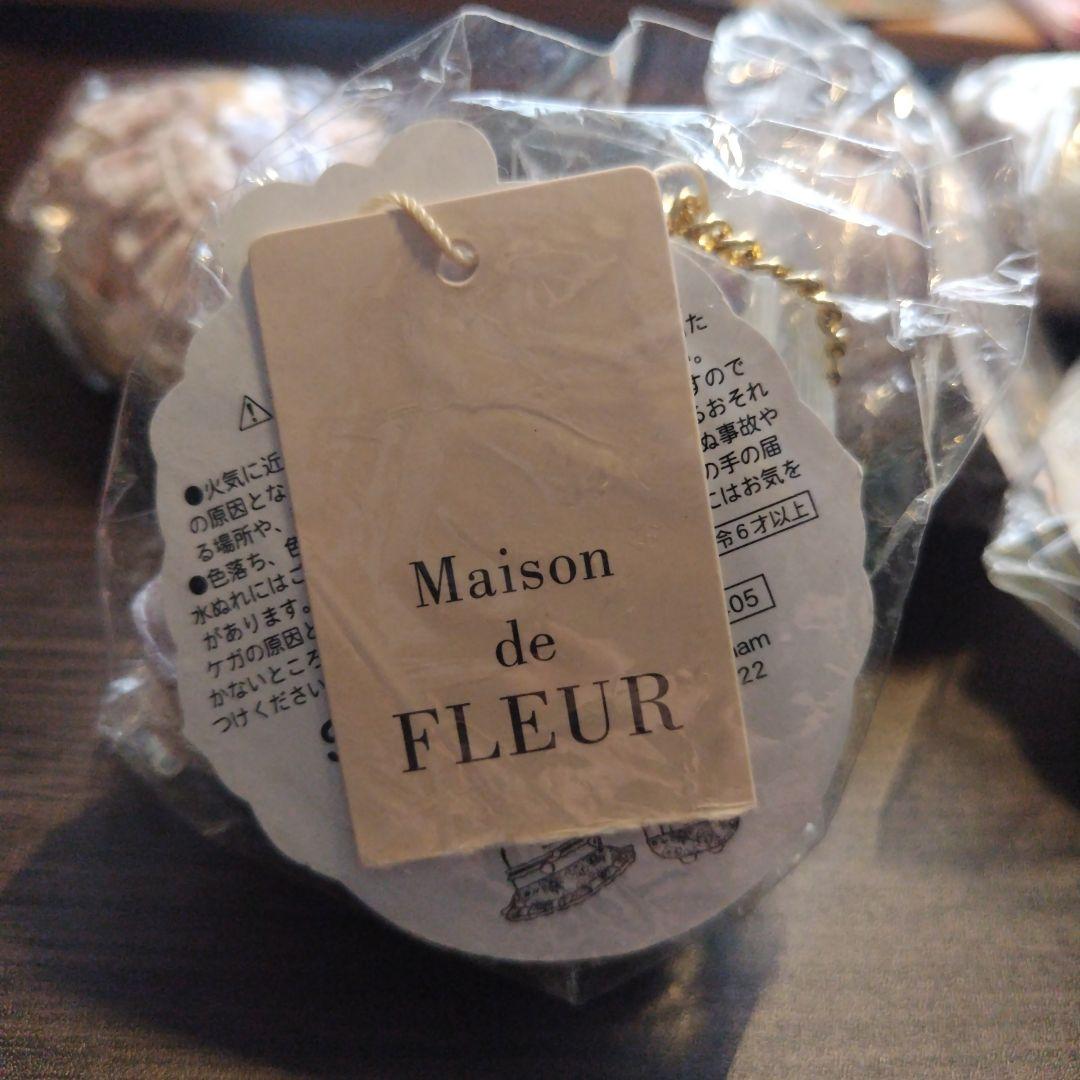 Maison
de
FLEUR
●火気に近
の原因とな
る場所や、
●色落ち、色
水ぬれにはご
があります。
ケガの原因と
かないところ
つけください
た
。
すので
るおそれ
ぬ事故や
の手の届
にはお気を
令6才以上
.05
am
22